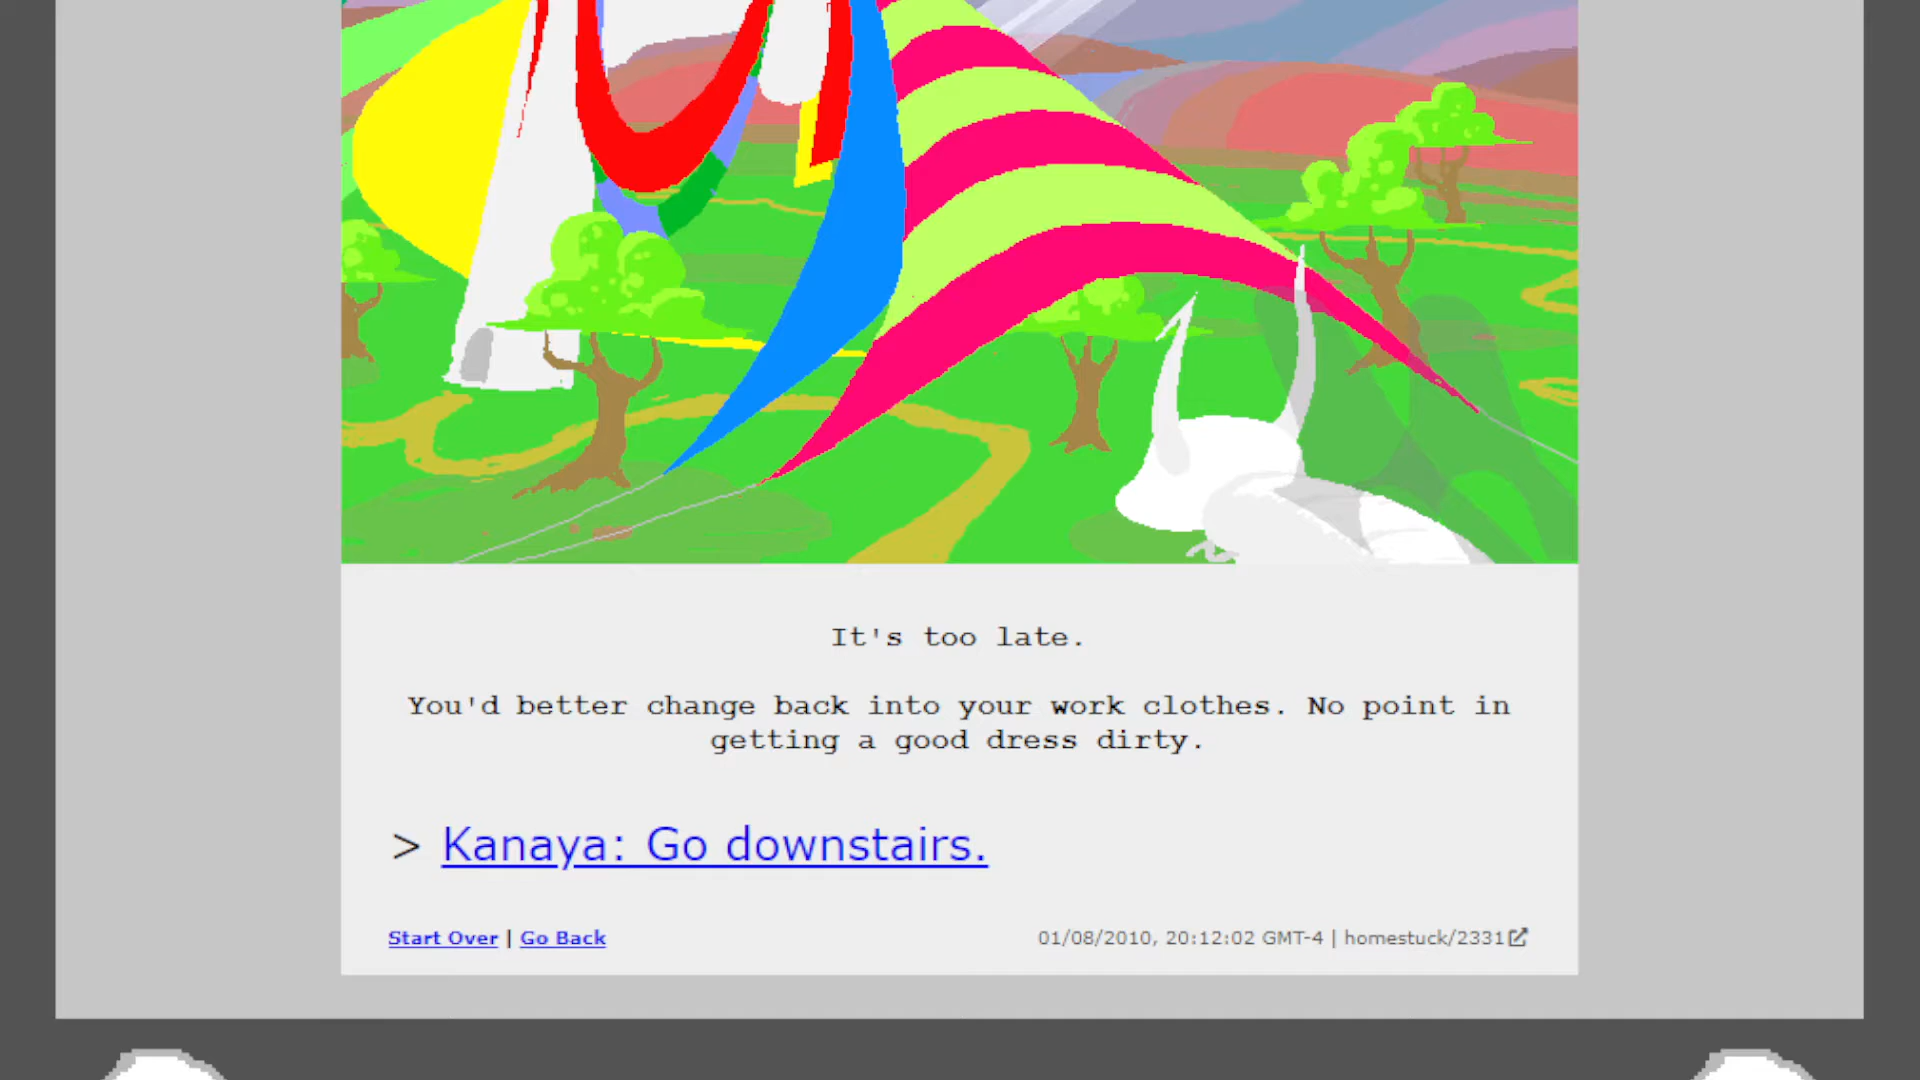 It's too late.
You'd better change back into your work clothes. No point in
getting a good dress dirty.
> Kanaya: Go downstairs.
Start Over | Go Back
01/08/2010, 20:12:02 GMT-4 | homestuck/2331